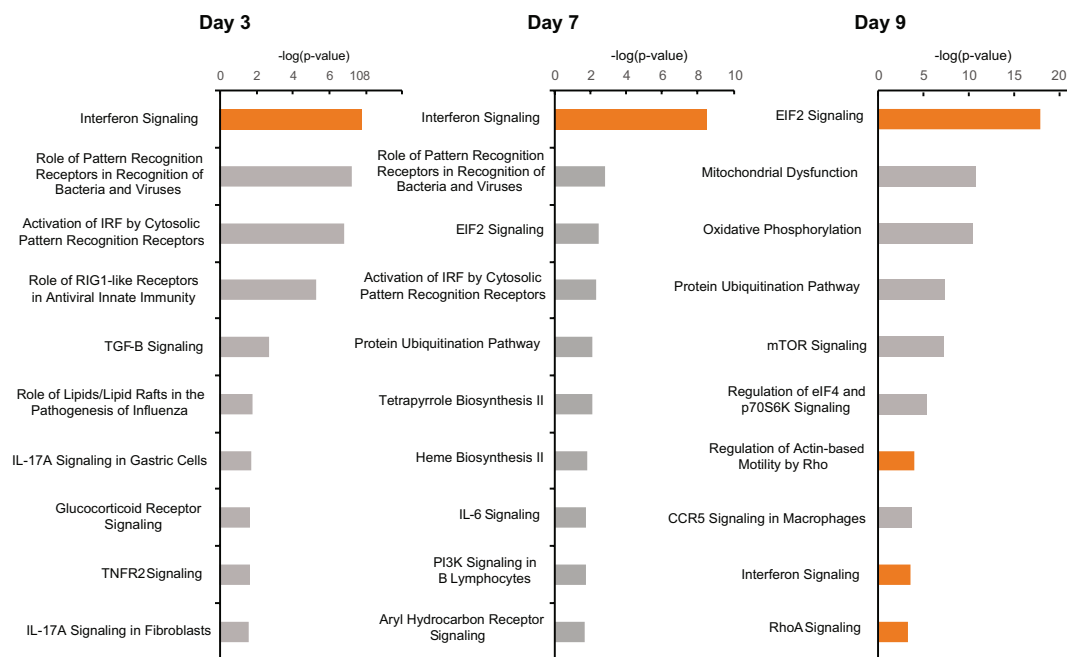 Day 3
-log(p-value)
0 2 4 6 108
Interferon Signaling
Role of Pattern Recognition
Receptors in Recognition of
Bacteria and Viruses
Activation of IRF by Cytosolic
Pattern Recognition Receptors
Role of RIG1-like Receptors
in Antiviral Innate Immunity
TGF-B Signaling
Role of Lipids/Lipid Rafts in the
Pathogenesis of Influenza
IL-17A Signaling in Gastric Cells
Glucocorticoid Receptor
Signaling
TNFR2Signaling
IL-17A Signaling in Fibroblasts
Day 7
-log(p-value)
0 2 4 6 8 10
Interferon Signaling
Role of Pattern Recognition
Receptors in Recognition of
Bacteria and Viruses
EIF2 Signaling
Activation of IRF by Cytosolic
Pattern Recognition Receptors
Protein Ubiquitination Pathway
Tetrapyrrole Biosynthesis II
Heme Biosynthesis II
IL-6 Signaling
PI3K Signaling in
B Lymphocytes
Aryl Hydrocarbon Receptor
Signaling
Day 9
-log(p-value)
0 5 10 15 20
EIF2 Signaling
Mitochondrial Dysfunction
Oxidative Phosphorylation
Protein Ubiquitination Pathway
mTOR Signaling
Regulation of eIF4 and
p70S6K Signaling
Regulation of Actin-based
Motility by Rho
CCR5 Signaling in Macrophages
Interferon Signaling
RhoA Signaling